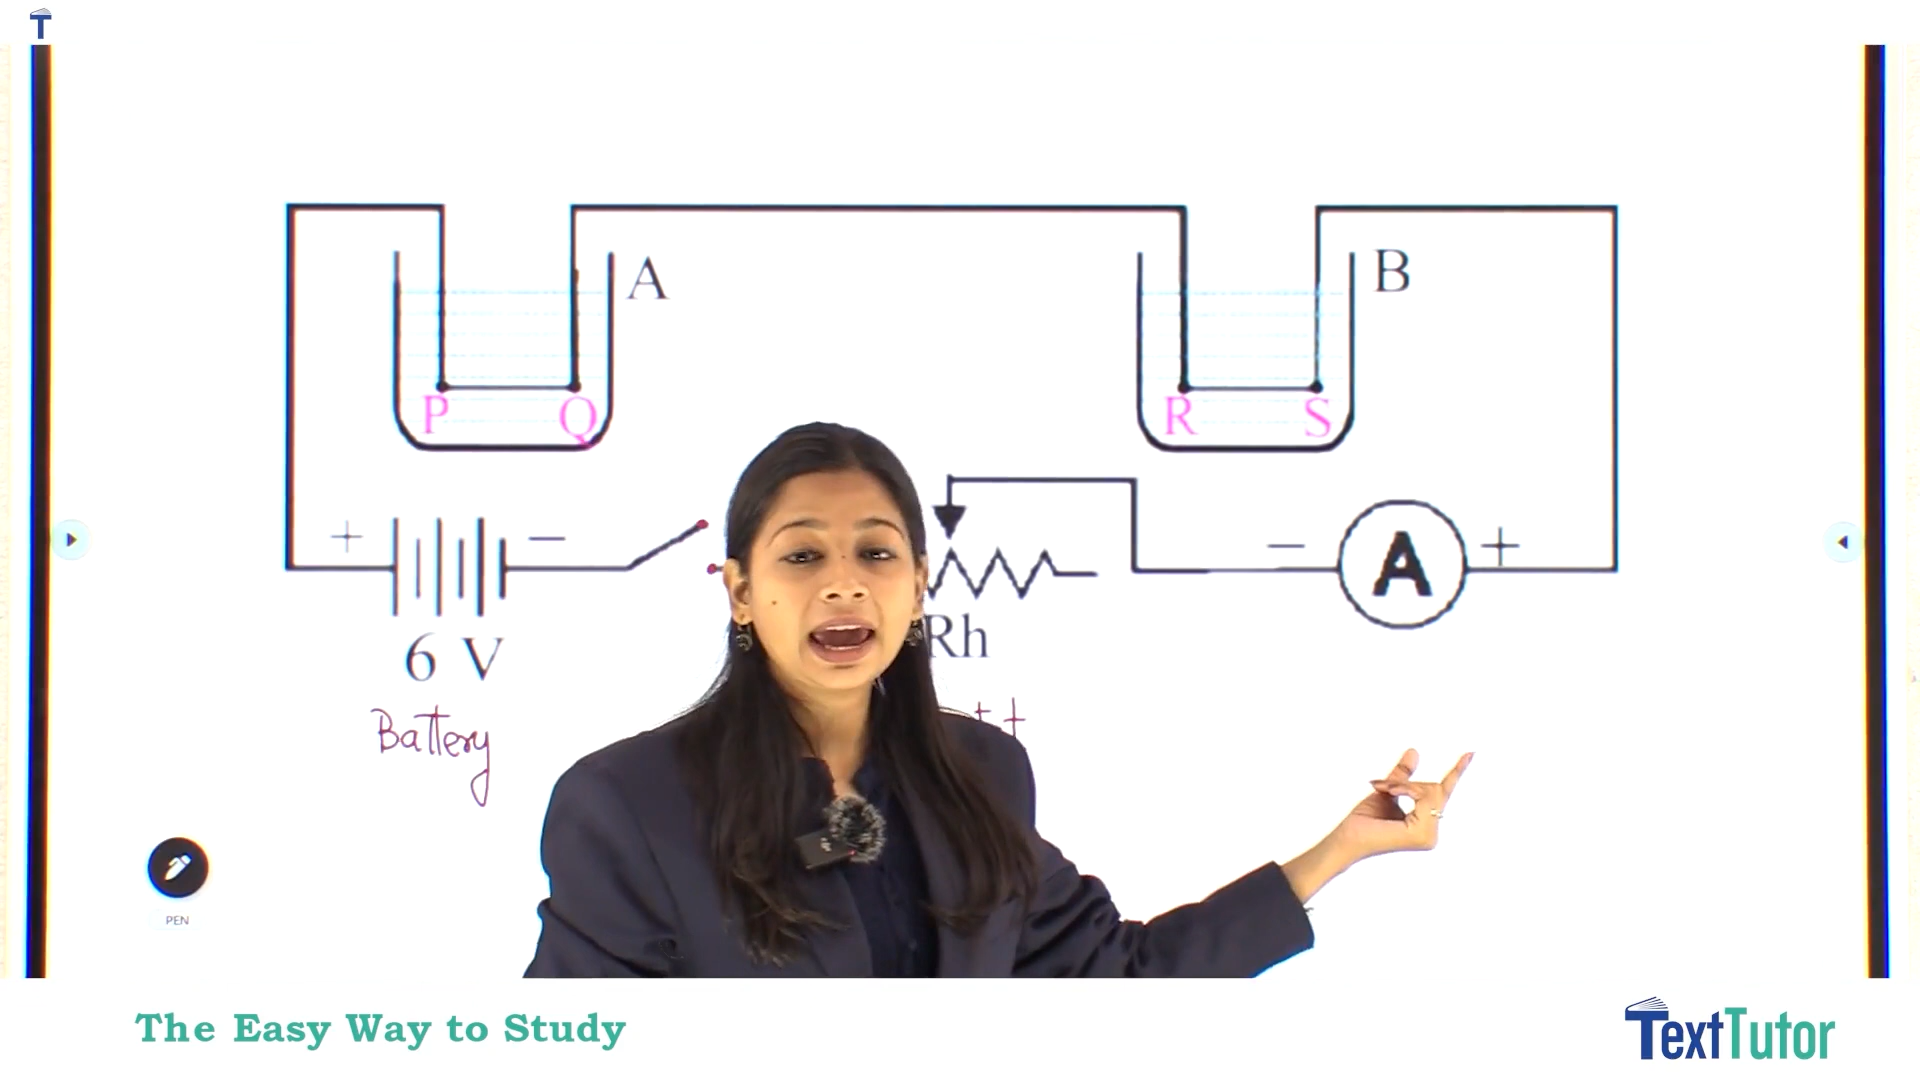 T
A
B
P Q
R S
+ −
− A +
6 V
Rh
Battery
PEN
The Easy Way to Study
TextTutor